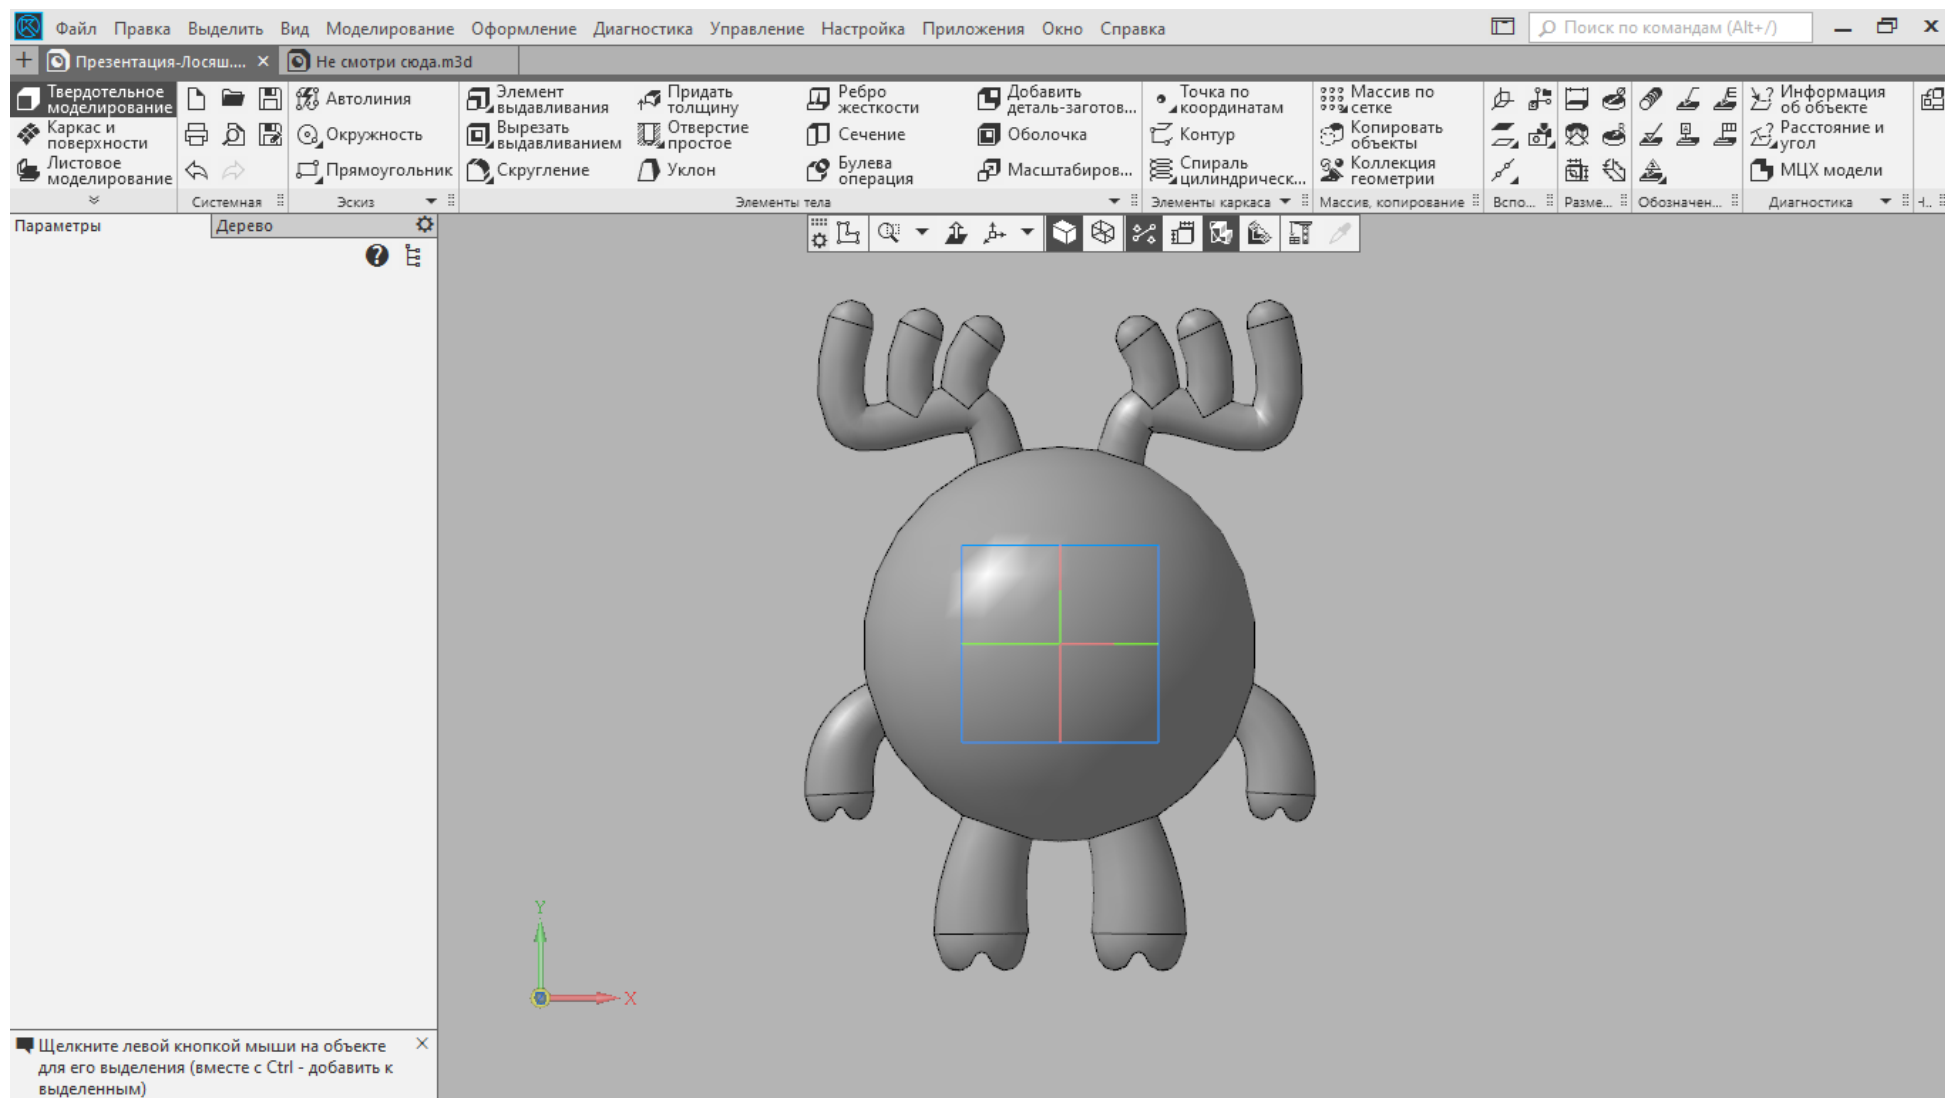 Файл Правка Выделить Вид Моделирование Оформление Диагностика Управление Настройка Приложения Окно Справка
Поиск по командам (Alt+/)
Презентация-Лосяш....
Не смотри сюда.m3d
Твердотельное
моделирование
Каркас и
поверхности
Листовое
моделирование
Системная
Автолиния
Окружность
Прямоугольник
Эскиз
Элемент
выдавливания
Вырезать
выдавливанием
Скругление
Придать
толщину
Отверстие
простое
Уклон
Ребро
жесткости
Сечение
Булева
операция
Добавить
деталь-заготов...
Оболочка
Масштабиров...
Элементы тела
Точка по
координатам
Контур
Спираль
цилиндрическ...
Элементы каркаса
Массив по
сетке
Копировать
объекты
Коллекция
геометрии
Массив, копирование
Вспо...
Разме...
Обозначен...
Информация
об объекте
Расстояние и
угол
МЦХ модели
Диагностика
Параметры
Дерево
Y
X
Щелкните левой кнопкой мыши на объекте
для его выделения (вместе с Ctrl - добавить к
выделенным)